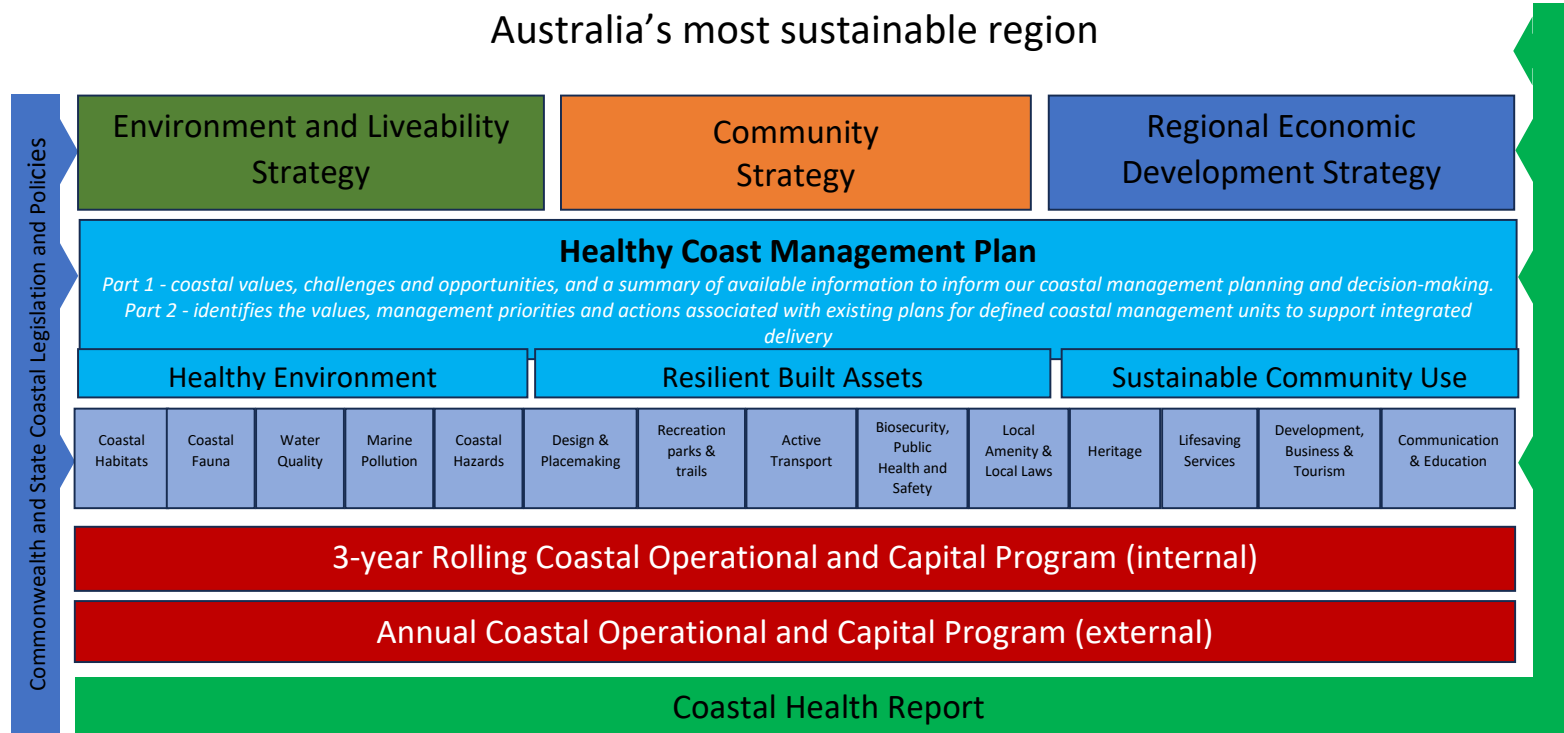 Australia's most sustainable region
Commonwealth and State Coastal Legislation and Policies
Environment and Liveability
Strategy
Community
Strategy
Regional Economic
Development Strategy
Healthy Coast Management Plan
Part 1 - coastal values, challenges and opportunities, and a summary of available information to inform our coastal management planning and decision-making.
Part 2 - identifies the values, management priorities and actions associated with existing plans for defined coastal management units to support integrated
delivery
Healthy Environment
Resilient Built Assets
Sustainable Community Use
Coastal
Habitats
Coastal
Fauna
Water
Quality
Marine
Pollution
Coastal
Hazards
Design &
Placemaking
Recreation
parks &
trails
Active
Transport
Biosecurity,
Public
Health and
Safety
Local
Amenity &
Local Laws
Heritage
Lifesaving
Services
Development,
Business &
Tourism
Communication
& Education
3-year Rolling Coastal Operational and Capital Program (internal)
Annual Coastal Operational and Capital Program (external)
Coastal Health Report